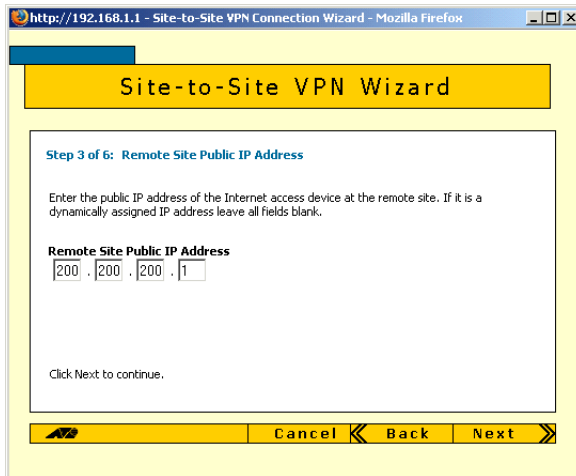 http://192.168.1.1 - Site-to-Site VPN Connection Wizard - Mozilla Firefox
Site-to-Site VPN Wizard
Step 3 of 6: Remote Site Public IP Address
Enter the public IP address of the Internet access device at the remote site. If it is a
dynamically assigned IP address leave all fields blank.
Remote Site Public IP Address
200 . 200 . 200 . 1
Click Next to continue.
Cancel Back Next